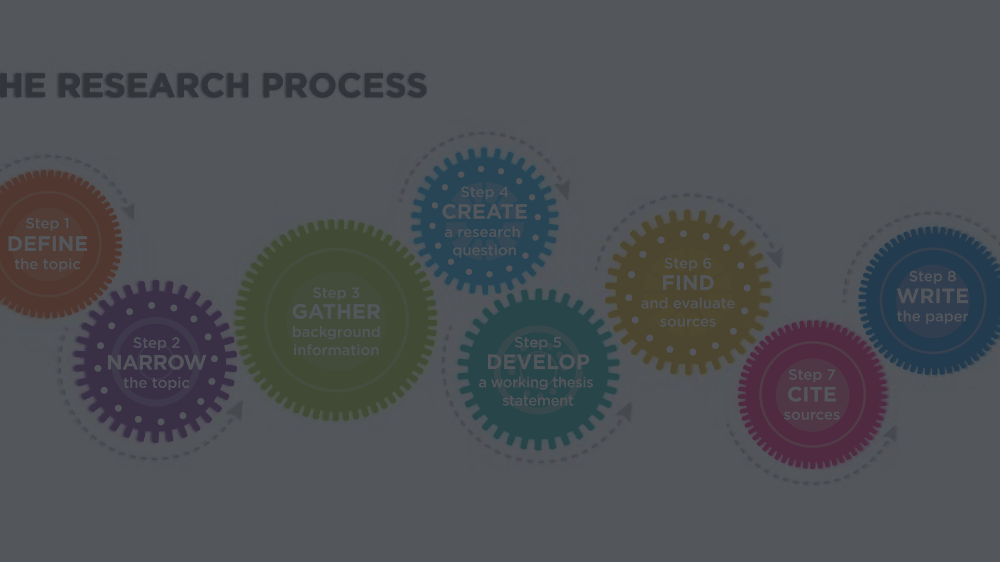 HE RESEARCH PROCESS
Step 1
DEFINE
the topic
Step 2
NARROW
the topic
Step 3
GATHER
background
information
Step 4
CREATE
a research
question
Step 5
DEVELOP
a working thesis
statement
Step 6
FIND
and evaluate
sources
Step 7
CITE
sources
Step 8
WRITE
the paper